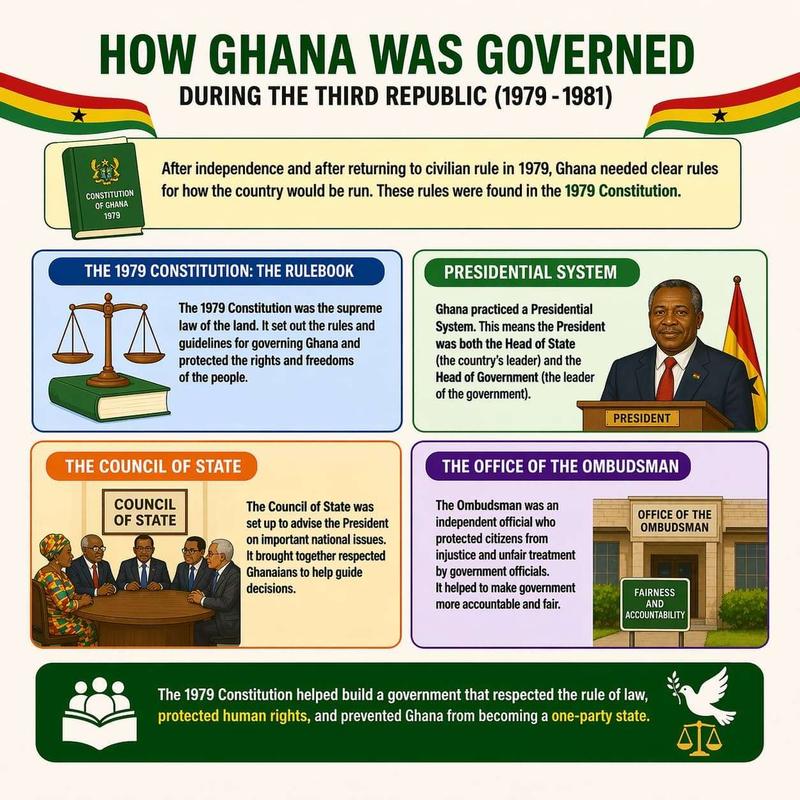 HOW GHANA WAS GOVERNED
DURING THE THIRD REPUBLIC (1979 - 1981)
CONSTITUTION
OF GHANA
1979
After independence and after returning to civilian rule in 1979, Ghana needed clear rules
for how the country would be run. These rules were found in the 1979 Constitution.
THE 1979 CONSTITUTION: THE RULEBOOK
The 1979 Constitution was the supreme
law of the land. It set out the rules and
guidelines for governing Ghana and
protected the rights and freedoms
of the people.
PRESIDENTIAL SYSTEM
Ghana practiced a Presidential
System. This means the President
was both the Head of State
(the country's leader) and the
Head of Government (the leader
of the government).
PRESIDENT
THE COUNCIL OF STATE
COUNCIL
OF STATE
The Council of State was
set up to advise the President
on important national issues.
It brought together respected
Ghanaians to help guide
decisions.
THE OFFICE OF THE OMBUDSMAN
The Ombudsman was an
independent official who
protected citizens from
injustice and unfair treatment
by government officials.
It helped to make government
more accountable and fair.
OFFICE OF THE
OMBUDSMAN
FAIRNESS
AND
ACCOUNTABILITY
The 1979 Constitution helped build a government that respected the rule of law,
protected human rights, and prevented Ghana from becoming a one-party state.